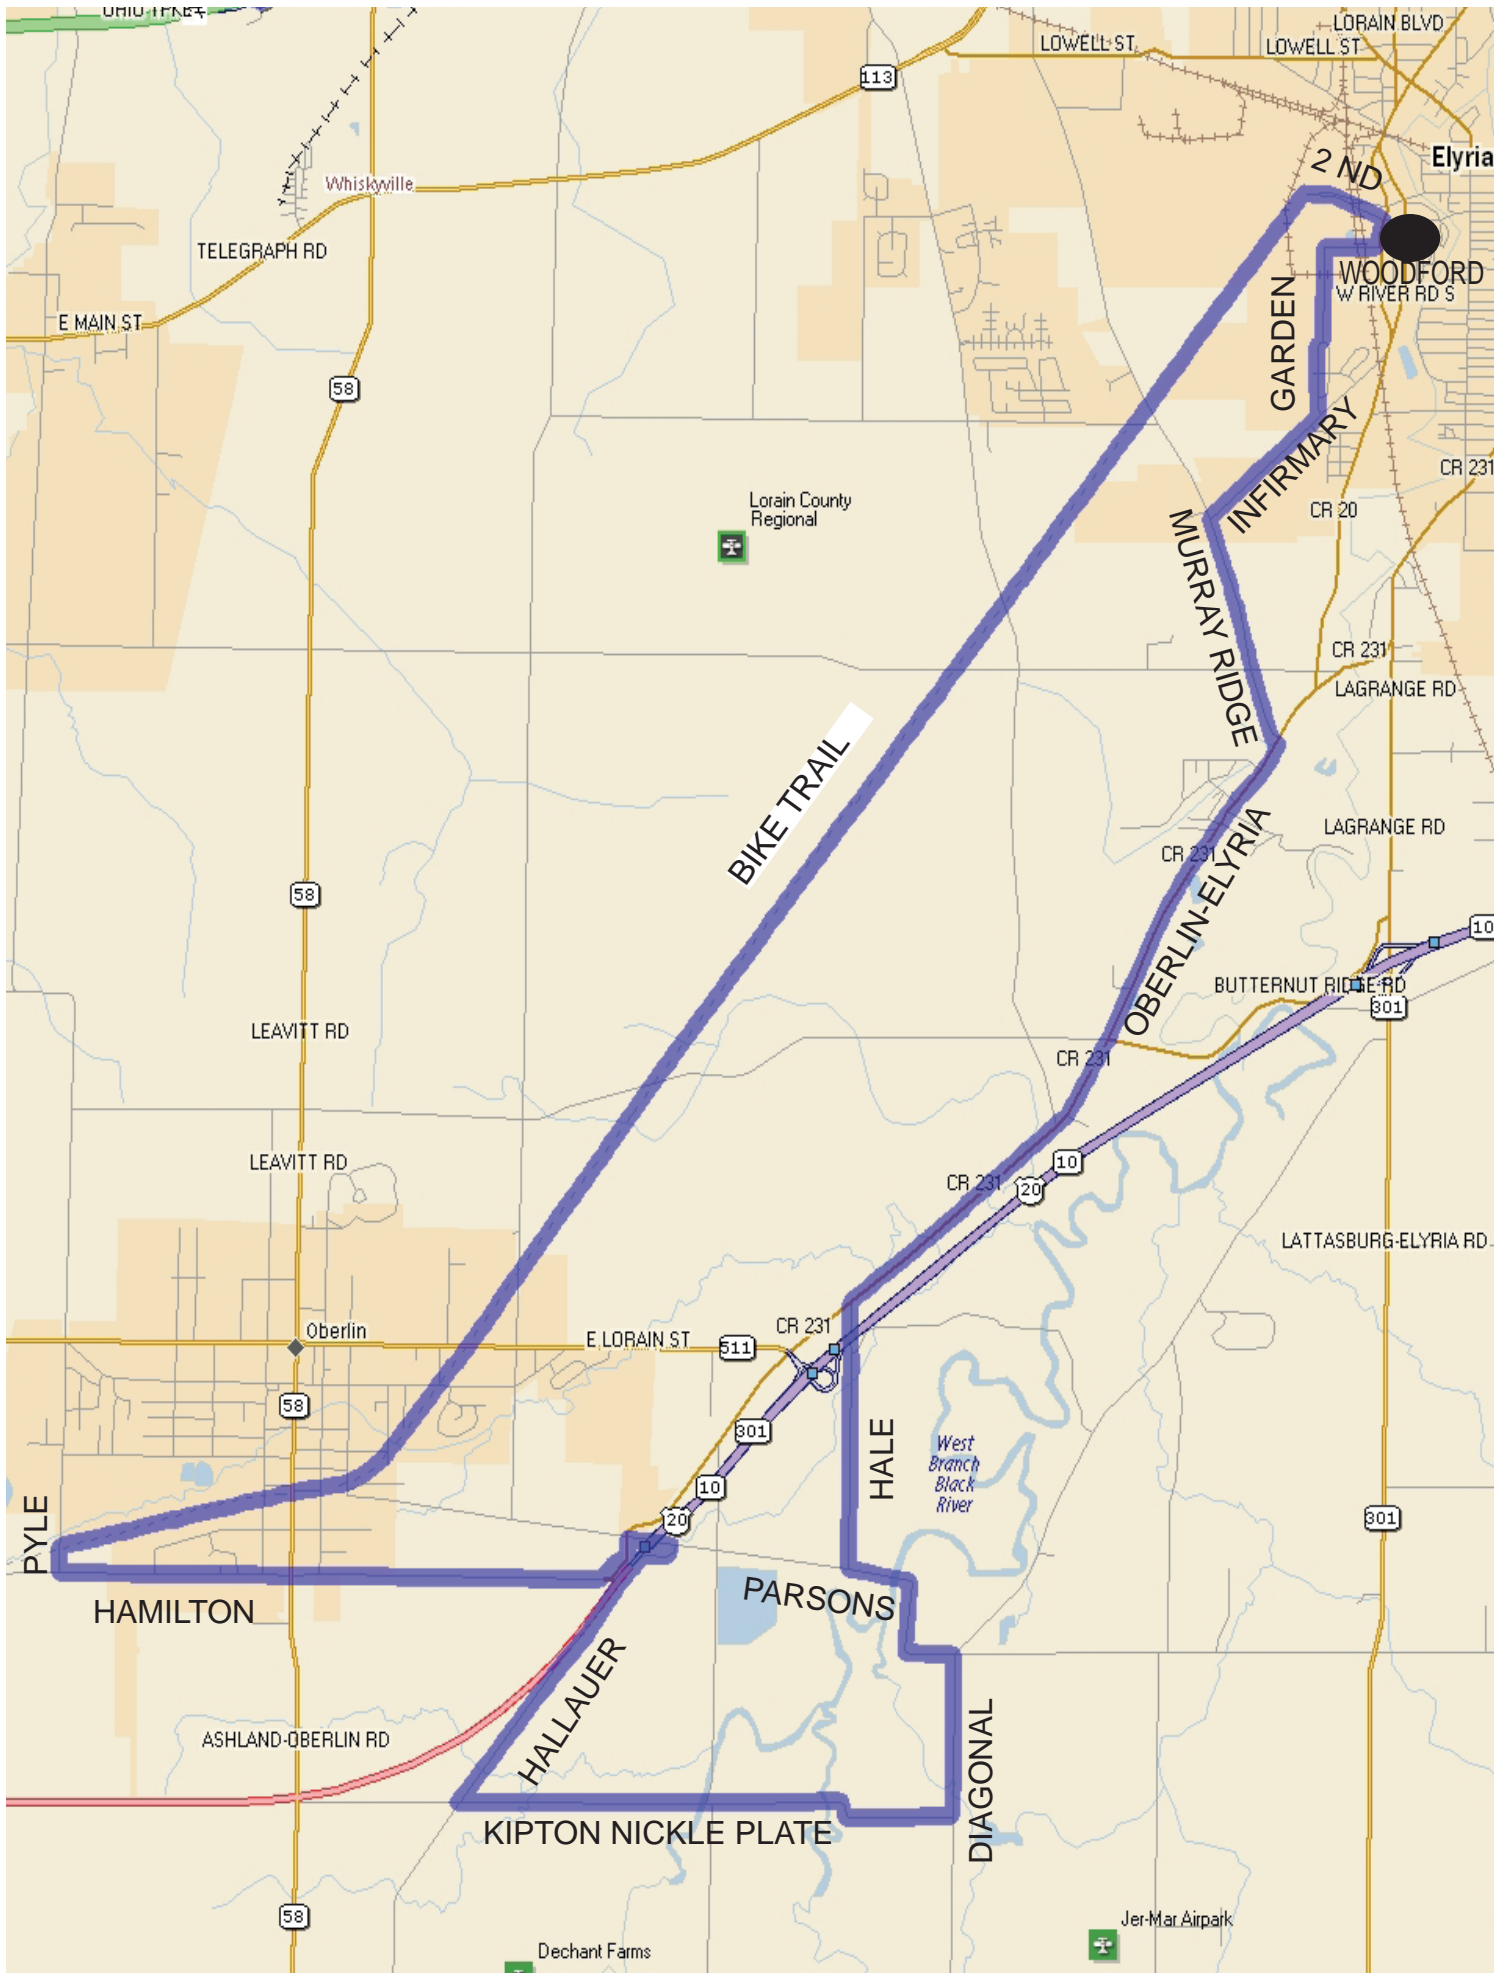 OHIO TPKE
LORAIN BLVD
LOWELL ST
LOWELL ST
113
2 ND
Elyria
Whiskyville
TELEGRAPH RD
WOODFORD
W RIVER RD S
E MAIN ST
GARDEN
58
INFIRMARY
CR 231
Lorain County
Regional
CR 20
MURRAY RIDGE
CR 231
LAGRANGE RD
BIKE TRAIL
LAGRANGE RD
CR 231
OBERLIN-ELYRIA
58
10
BUTTERNUT RIDGE RD
301
LEAVITT RD
CR 231
LEAVITT RD
10
CR 231
20
LATTASBURG-ELYRIA RD
Oberlin
E LORAIN ST
511
CR 231
58
301
HALE
West
Branch
Black
River
10
20
301
PYLE
PARSONS
HAMILTON
HALLAUER
ASHLAND-OBERLIN RD
DIAGONAL
KIPTON NICKLE PLATE
58
Jer-Mar Airpark
Dechant Farms